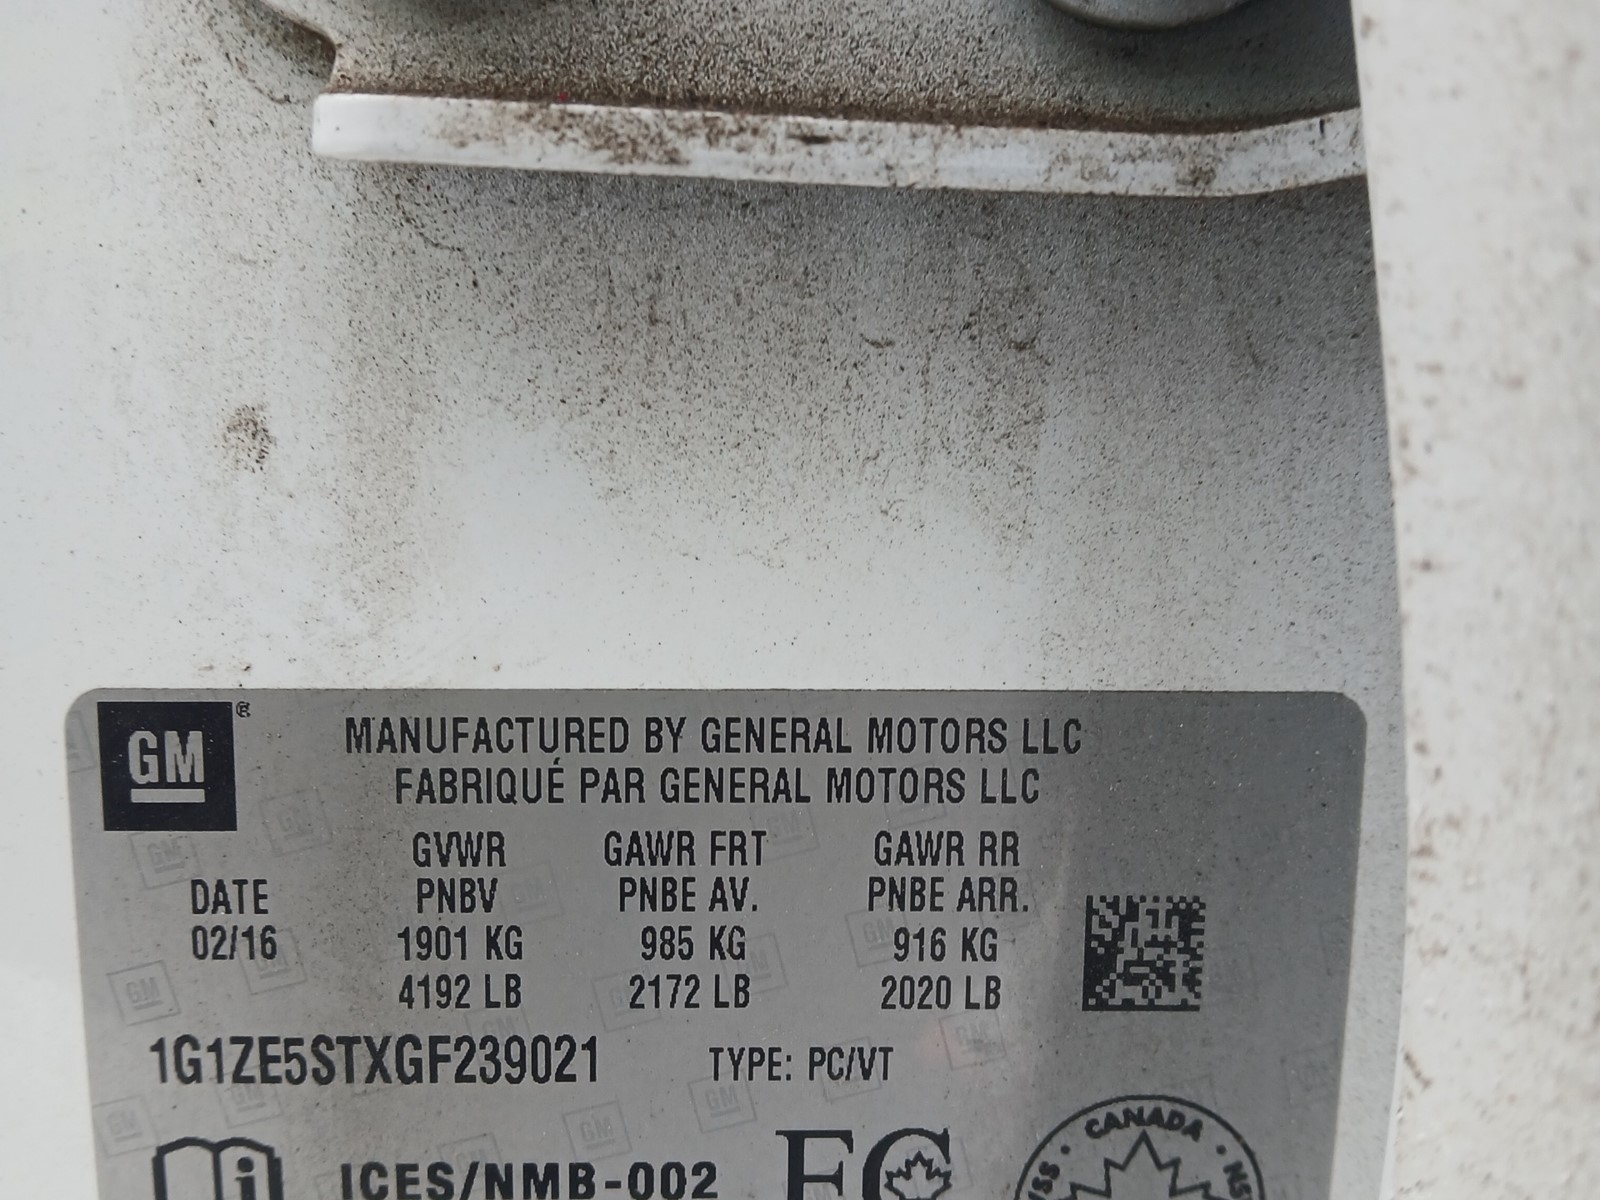 GM®
MANUFACTURED BY GENERAL MOTORS LLC
FABRIQUÉ PAR GENERAL MOTORS LLC
GVWR GAWR FRT GAWR RR
DATE PNBV PNBE AV. PNBE ARR.
02/16 1901 KG 985 KG 916 KG
4192 LB 2172 LB 2020 LB
1G1ZE5STXGF239021 TYPE: PC/VT
CANADA
i ICES/NMB-002